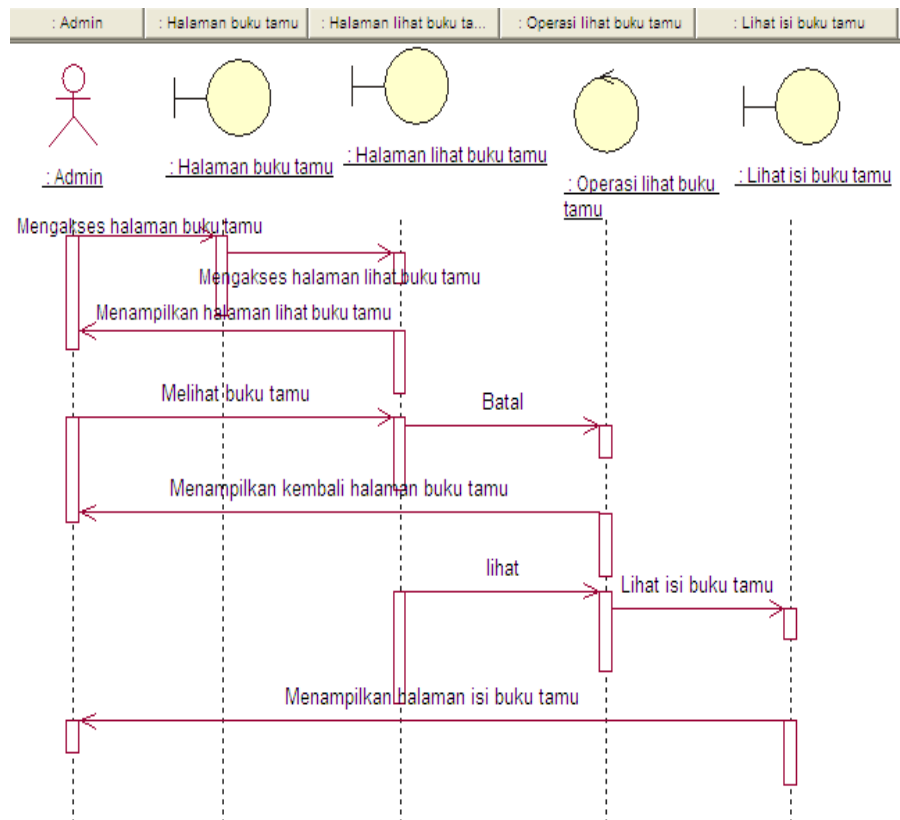 : Admin
: Halaman buku tamu
: Halaman lihat buku ta...
: Operasi lihat buku tamu
: Lihat isi buku tamu
: Admin
: Halaman buku tamu
: Halaman lihat buku tamu
: Operasi lihat buku
tamu
: Lihat isi buku tamu
Mengakses halaman buku tamu
Mengakses halaman lihat buku tamu
Menampilkan halaman lihat buku tamu
Melihat buku tamu
Batal
Menampilkan kembali halaman buku tamu
lihat
Lihat isi buku tamu
Menampilkan halaman isi buku tamu